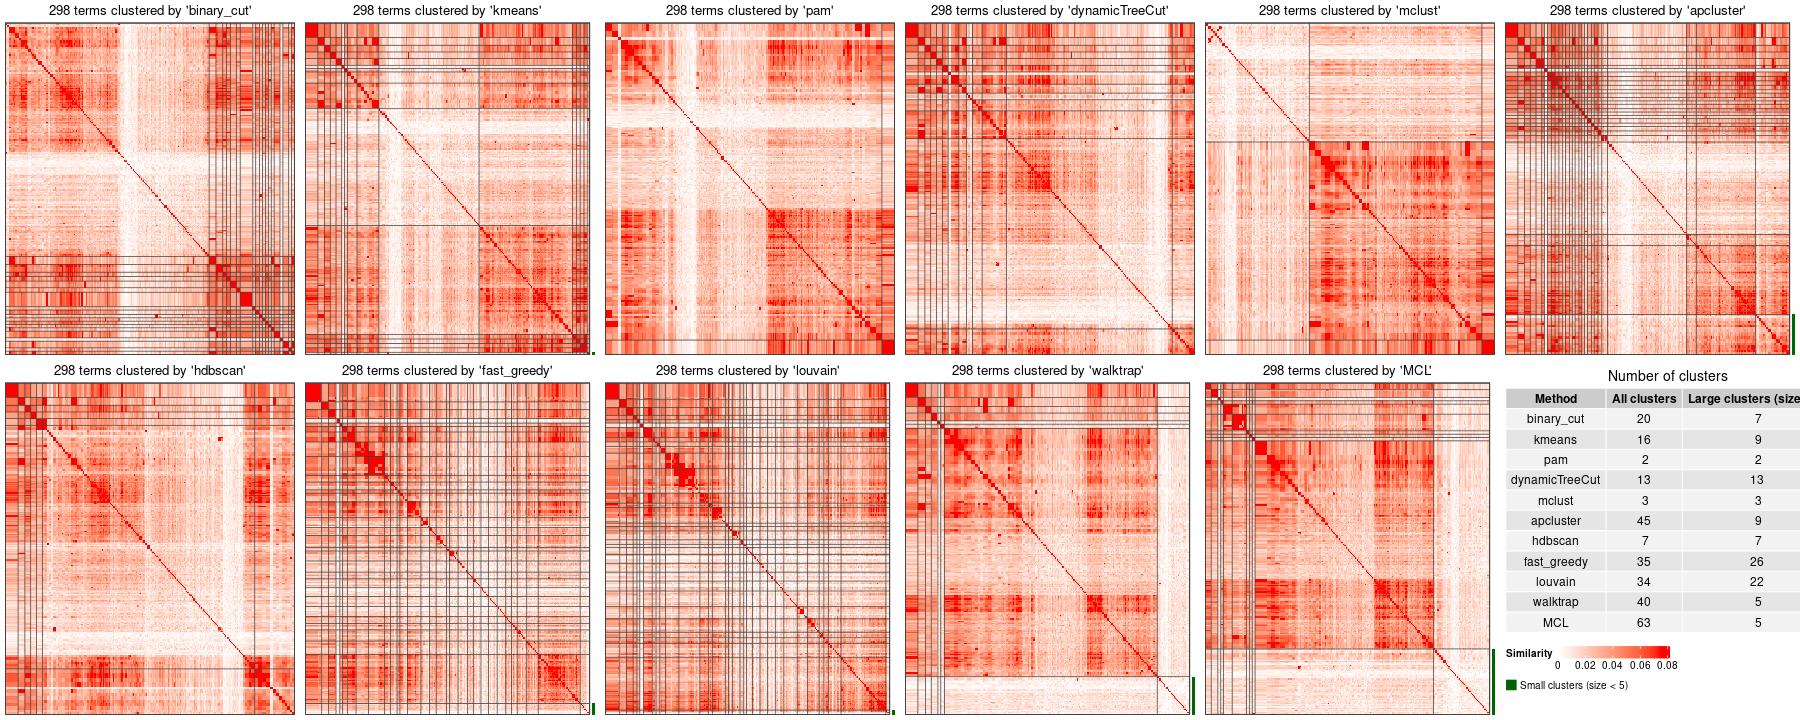 298 terms clustered by 'binary_cut'
298 terms clustered by 'kmeans'
298 terms clustered by 'pam'
298 terms clustered by 'dynamicTreeCut'
298 terms clustered by 'mclust'
298 terms clustered by 'apcluster'
298 terms clustered by 'hdbscan'
298 terms clustered by 'fast_greedy'
298 terms clustered by 'louvain'
298 terms clustered by 'walktrap'
298 terms clustered by 'MCL'
Number of clusters
Method All clusters Large clusters (size
binary_cut 20 7
kmeans 16 9
pam 2 2
dynamicTreeCut 13 13
mclust 3 3
apcluster 45 9
hdbscan 7 7
fast_greedy 35 26
louvain 34 22
walktrap 40 5
MCL 63 5
Similarity
0 0.02 0.04 0.06 0.08
Small clusters (size < 5)